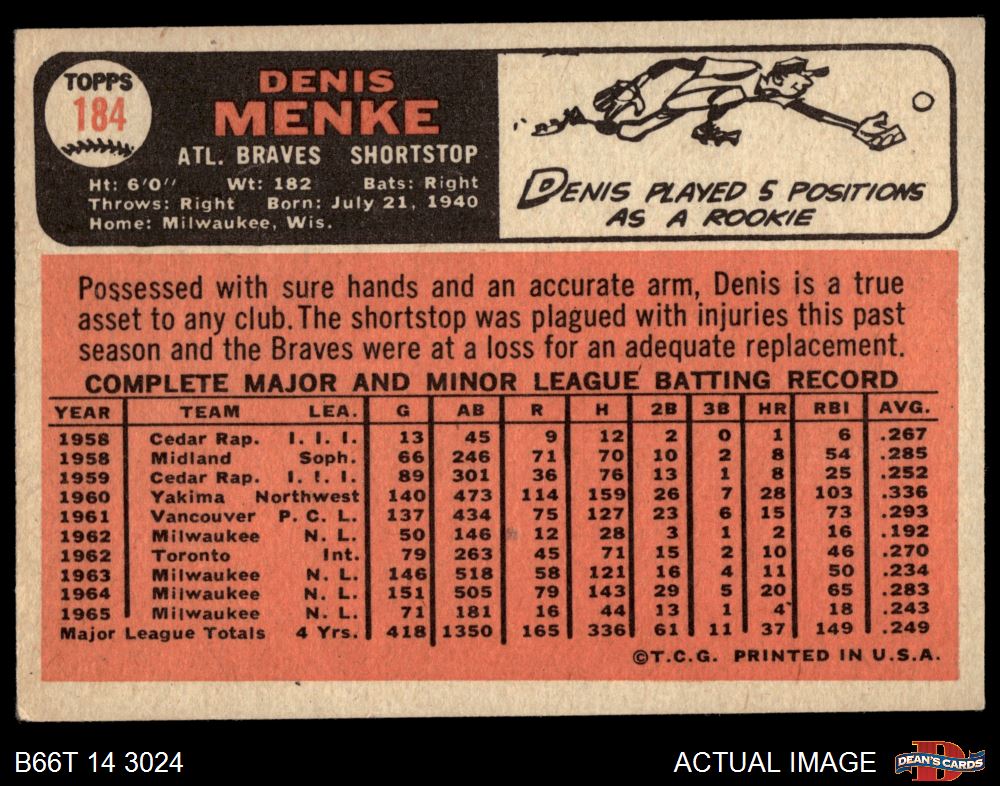 TOPPS
184
DENIS
MENKE
ATL. BRAVES SHORTSTOP
Ht: 6'0" Wt: 182 Bats: Right
Throws: Right Born: July 21, 1940
Home: Milwaukee, Wis.
DENIS PLAYED 5 POSITIONS
AS A ROOKIE
Possessed with sure hands and an accurate arm, Denis is a true
asset to any club. The shortstop was plagued with injuries this past
season and the Braves were at a loss for an adequate replacement.
COMPLETE MAJOR AND MINOR LEAGUE BATTING RECORD
YEAR TEAM LEA. G AB R H 2B 3B HR RBI AVG.
1958 Cedar Rap. I. I. I. 13 45 9 12 2 0 1 6 .267
1958 Midland Soph. 66 246 71 70 10 2 8 54 .285
1959 Cedar Rap. I. I. I. 89 301 36 76 13 1 8 25 .252
1960 Yakima Northwest 140 473 114 159 26 7 28 103 .336
1961 Vancouver P. C. L. 137 434 75 127 23 6 15 73 .293
1962 Milwaukee N. L. 50 146 12 28 3 1 2 16 .192
1962 Toronto Int. 79 263 45 71 15 2 10 46 .270
1963 Milwaukee N. L. 146 518 58 121 16 4 11 50 .234
1964 Milwaukee N. L. 151 505 79 143 29 5 20 65 .283
1965 Milwaukee N. L. 71 181 16 44 13 1 4 18 .243
Major League Totals 4 Yrs. 418 1350 165 336 61 11 37 149 .249
©T.C.G. PRINTED IN U.S.A.
B66T 14 3024
ACTUAL IMAGE
DEAN'S CARDS